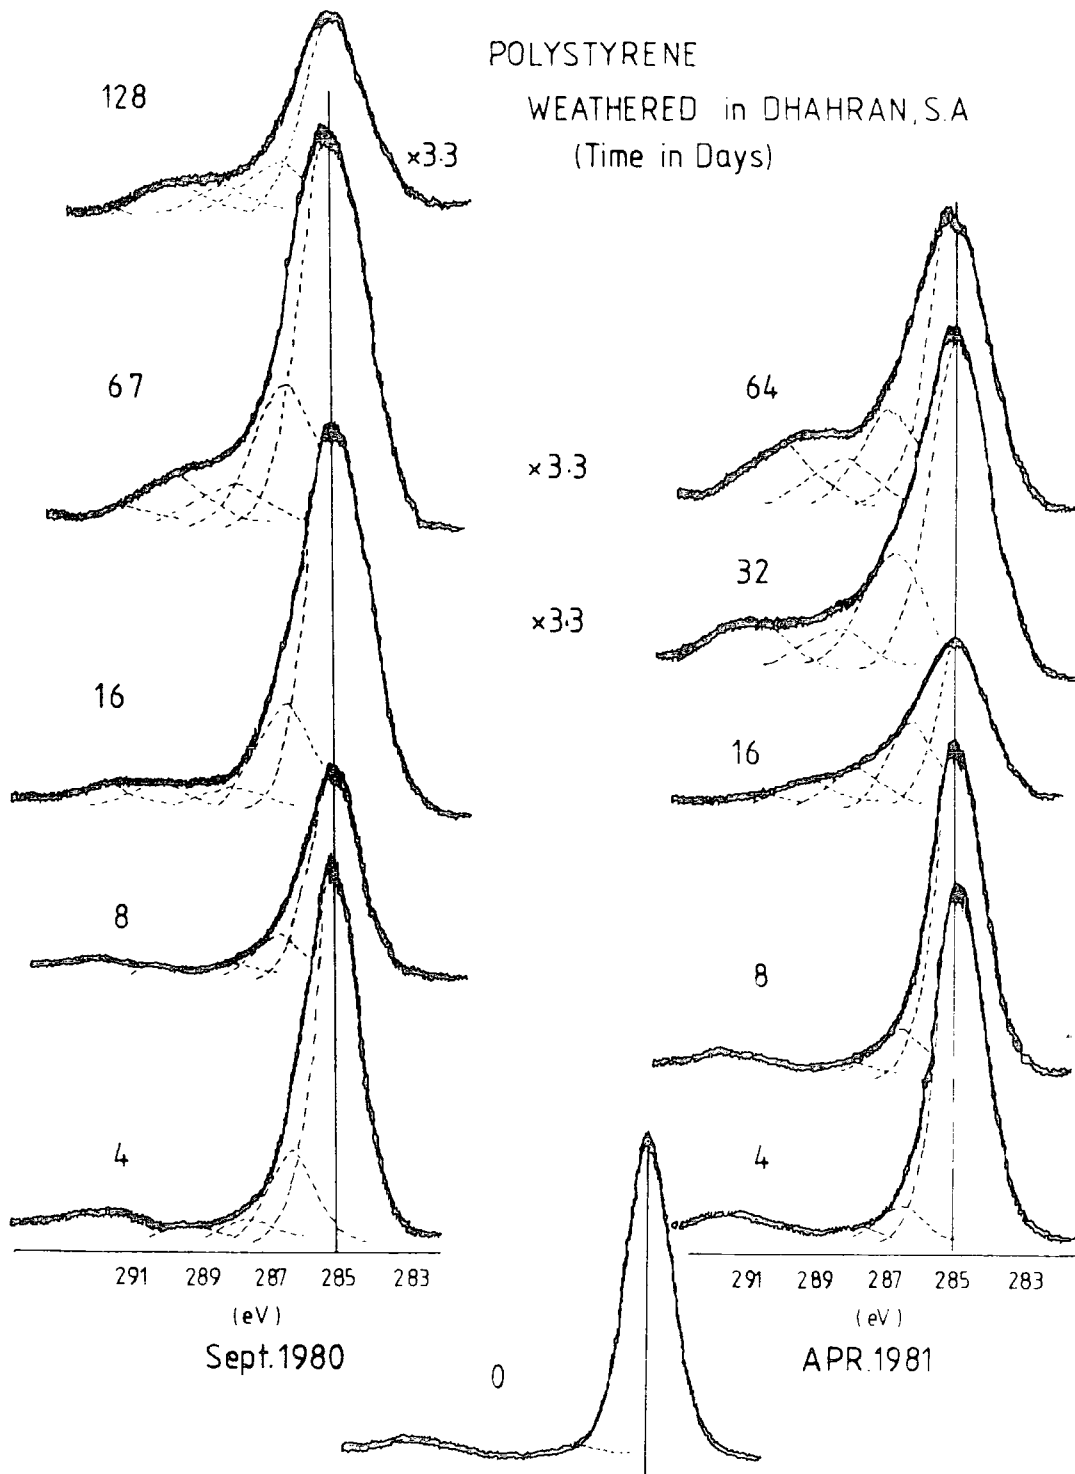 POLYSTYRENE
WEATHERED in DHAHRAN, S.A
(Time in Days)
128
×3.3
67
×3.3
16
×3.3
8
4
291 289 287 285 283
(eV)
Sept.1980
64
32
16
8
4
291 289 287 285 283
(eV)
APR.1981
0